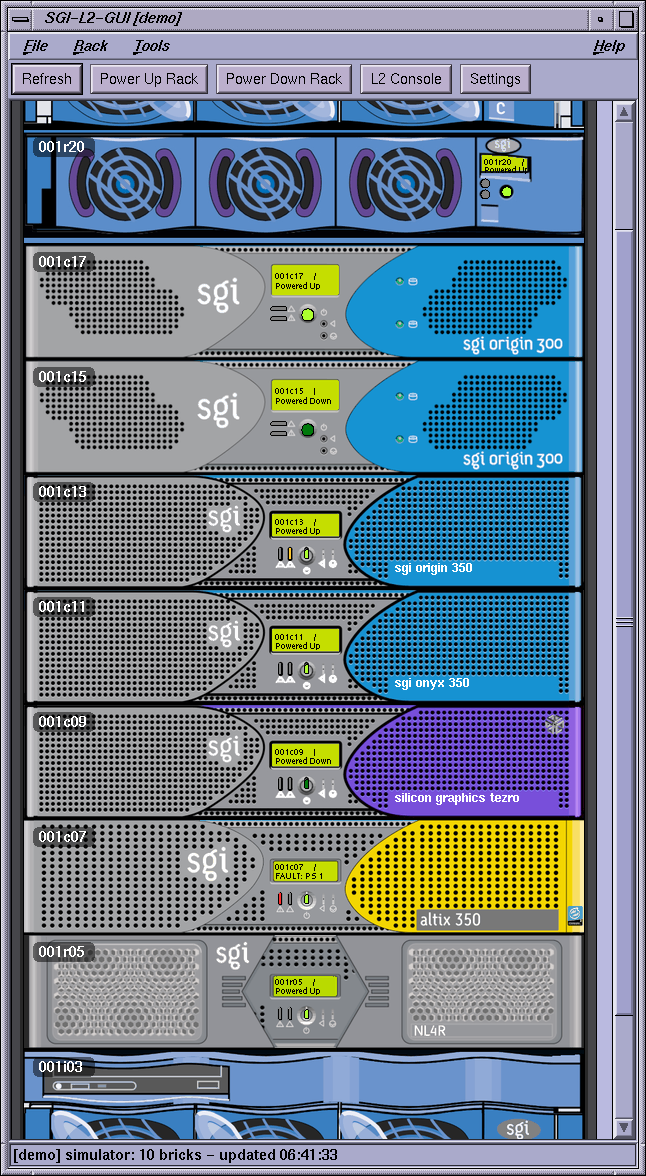 SGI-L2-GUI [demo]
File Rack Tools Help
Refresh Power Up Rack Power Down Rack L2 Console Settings
C
001r20
sgi
001r20 /
Powered Up
001c17
sgi
001c17 /
Powered Up
sgi origin 300
001c15
sgi
001c15 |
Powered Down
sgi origin 300
001c13
sgi
001c13 /
Powered Up
sgi origin 350
001c11
sgi
001c11 /
Powered Up
sgi onyx 350
001c09
sgi
001c09 /
Powered Down
silicon graphics tezro
001c07
sgi
001c07 /
FAULT: PS 1
altix 350
001r05
sgi
001r05 /
Powered Up
NL4R
001i03
sgi
[demo] simulator: 10 bricks - updated 06:41:33